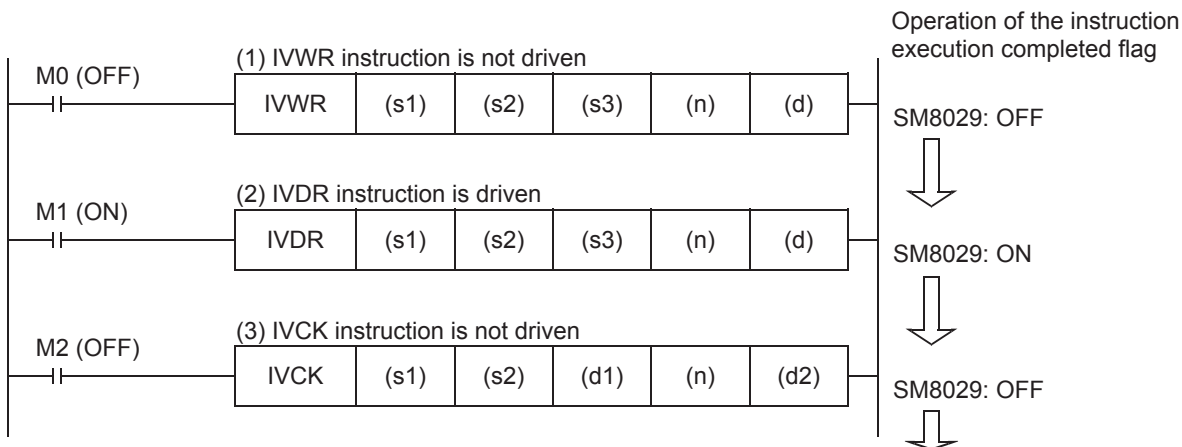 Operation of the instruction
execution completed flag
M0 (OFF)
(1) IVWR instruction is not driven
IVWR (s1) (s2) (s3) (n) (d)
SM8029: OFF
M1 (ON)
(2) IVDR instruction is driven
IVDR (s1) (s2) (s3) (n) (d)
SM8029: ON
M2 (OFF)
(3) IVCK instruction is not driven
IVCK (s1) (s2) (d1) (n) (d2)
SM8029: OFF